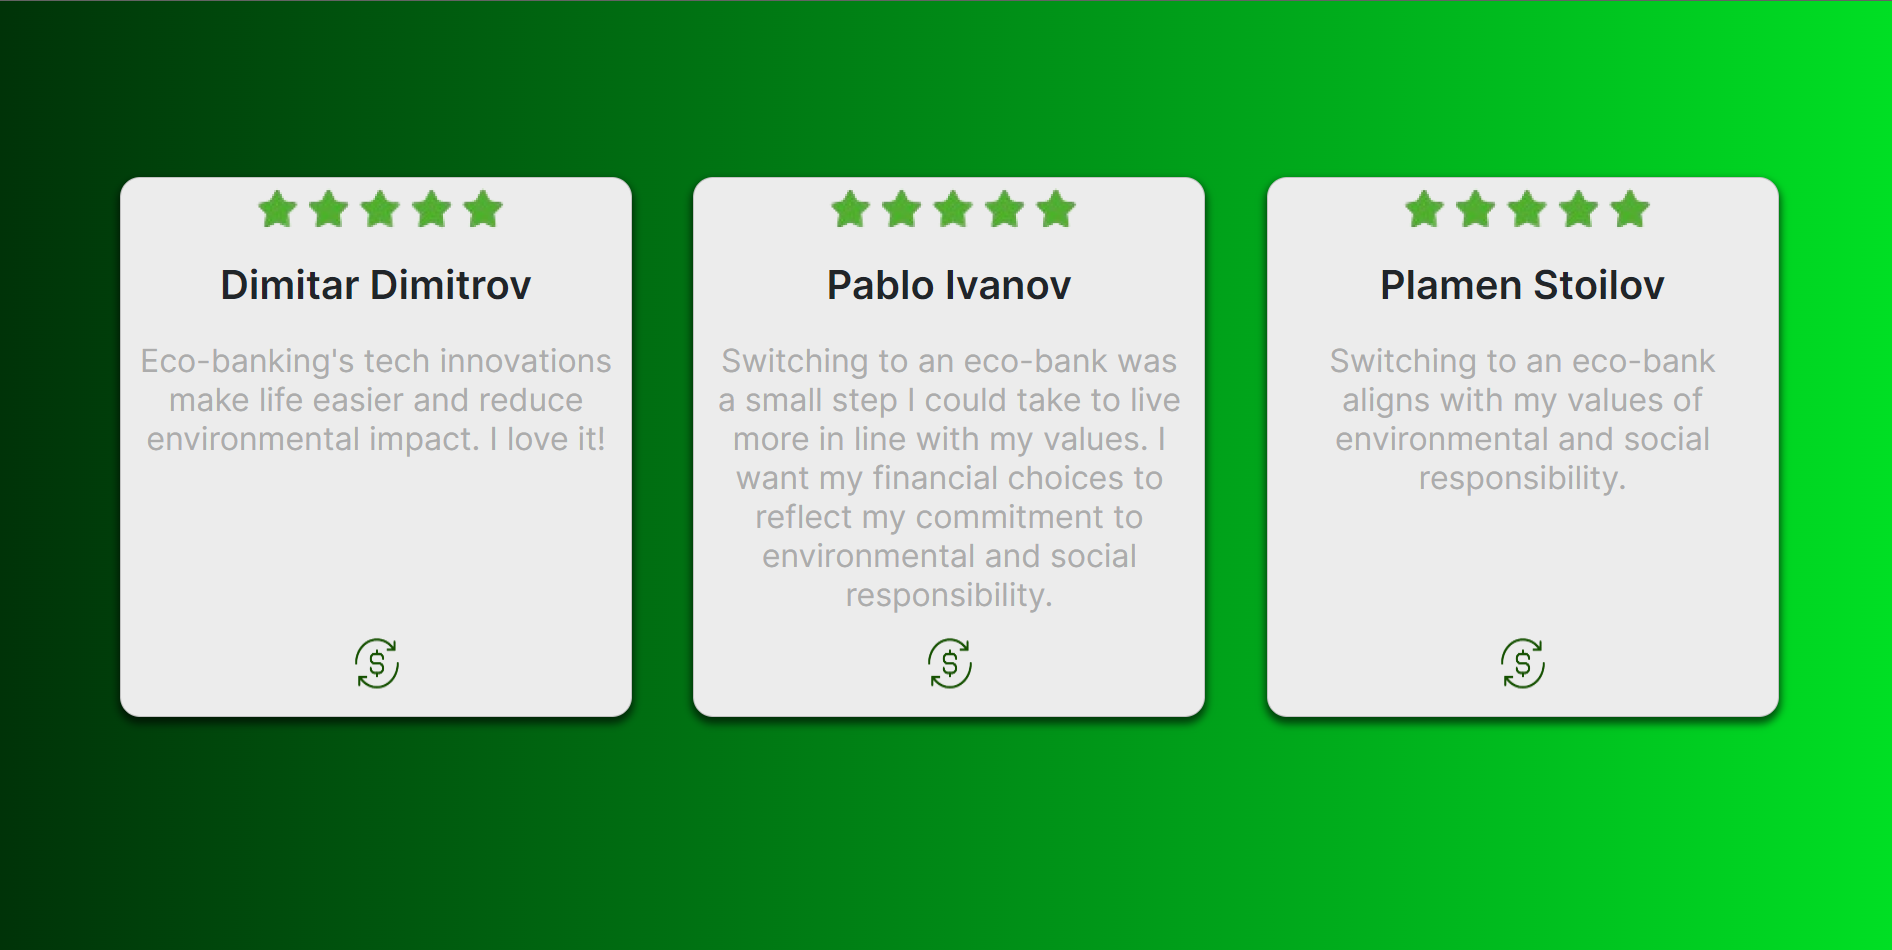 Dimitar Dimitrov
Eco-banking's tech innovations
make life easier and reduce
environmental impact. I love it!
$
Pablo Ivanov
Switching to an eco-bank was
a small step I could take to live
more in line with my values. I
want my financial choices to
reflect my commitment to
environmental and social
responsibility.
$
Plamen Stoilov
Switching to an eco-bank
aligns with my values of
environmental and social
responsibility.
$